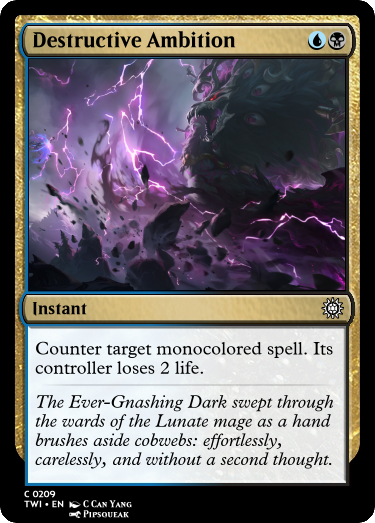 Destructive Ambition
Instant
Counter target monocolored spell. Its
controller loses 2 life.
The Ever-Gnashing Dark swept through
the wards of the Lunate mage as a hand
brushes aside cobwebs: effortlessly,
carelessly, and without a second thought.
C 0209
TWI • EN C Can Yang
Pipsqueak